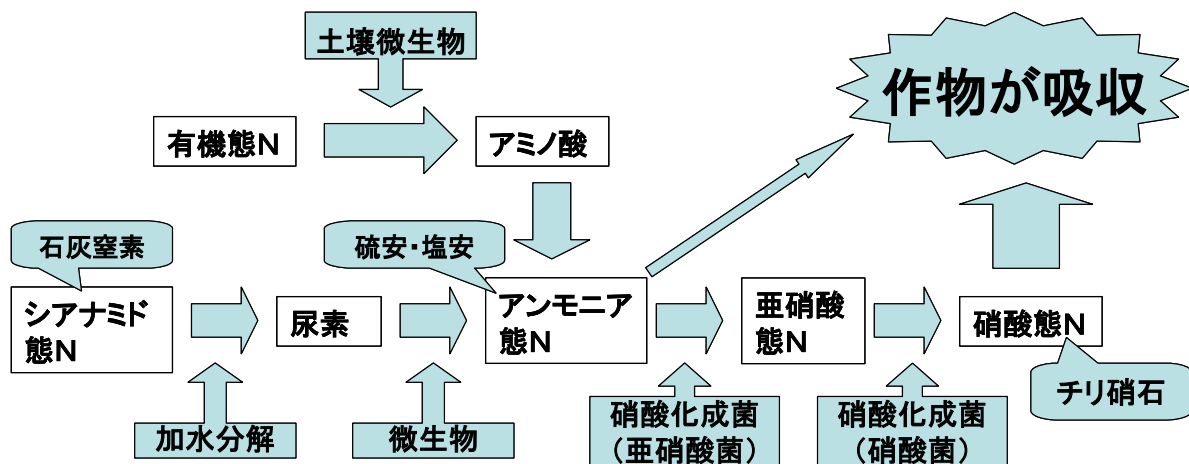 土壌微生物
作物が吸収
有機態N
アミノ酸
石灰窒素
硫安・塩安
シアナミド
態N
尿素
アンモニア
態N
亜硝酸
態N
硝酸態N
チリ硝石
加水分解
微生物
硝酸化成菌
（亜硝酸菌）
硝酸化成菌
（硝酸菌）